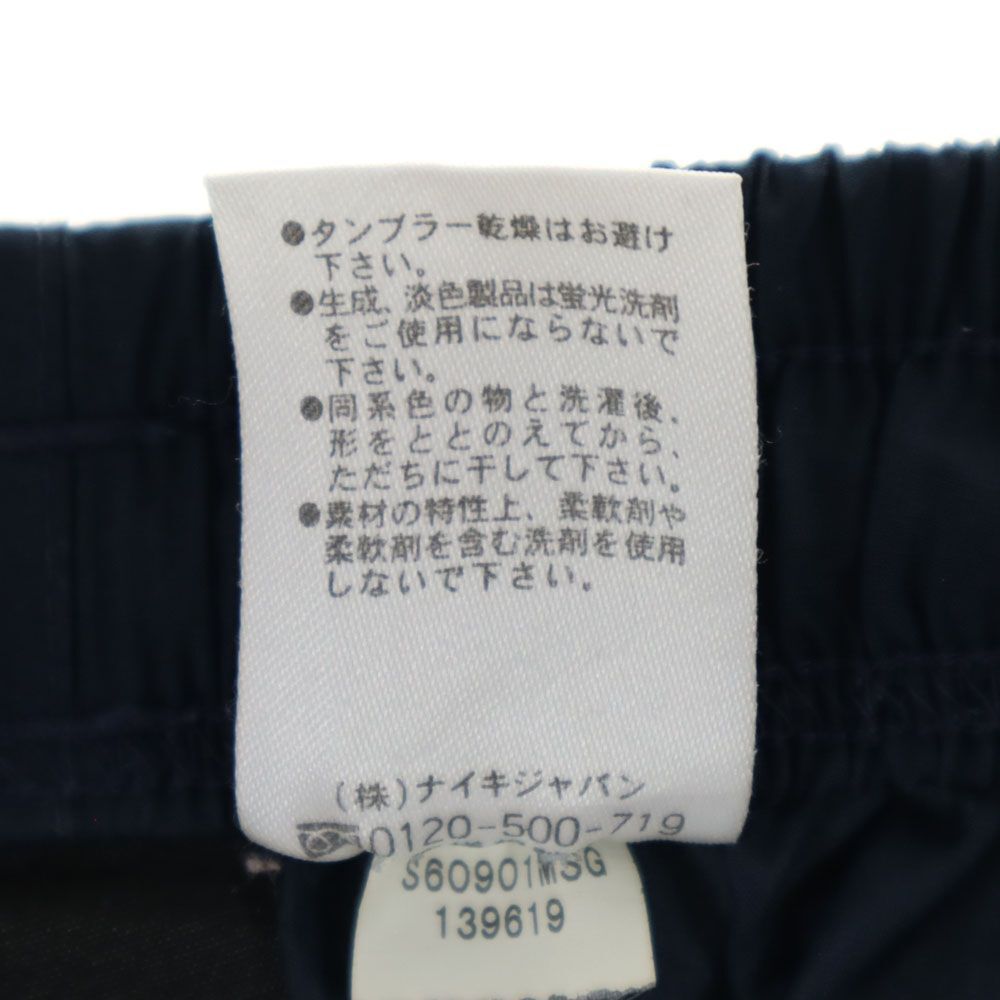 ●タンブラー乾燥はお避け
下さい。
●生成、淡色製品は蛍光洗剤
をご使用にならないで
下さい。
●同系色の物と洗濯後、
形をととのえてから、
ただちに干して下さい。
●素材の特性上、柔軟剤や
柔軟剤を含む洗剤を使用
しないで下さい。
(株)ナイキジャパン
0120-500-719
S60901MSG
139619